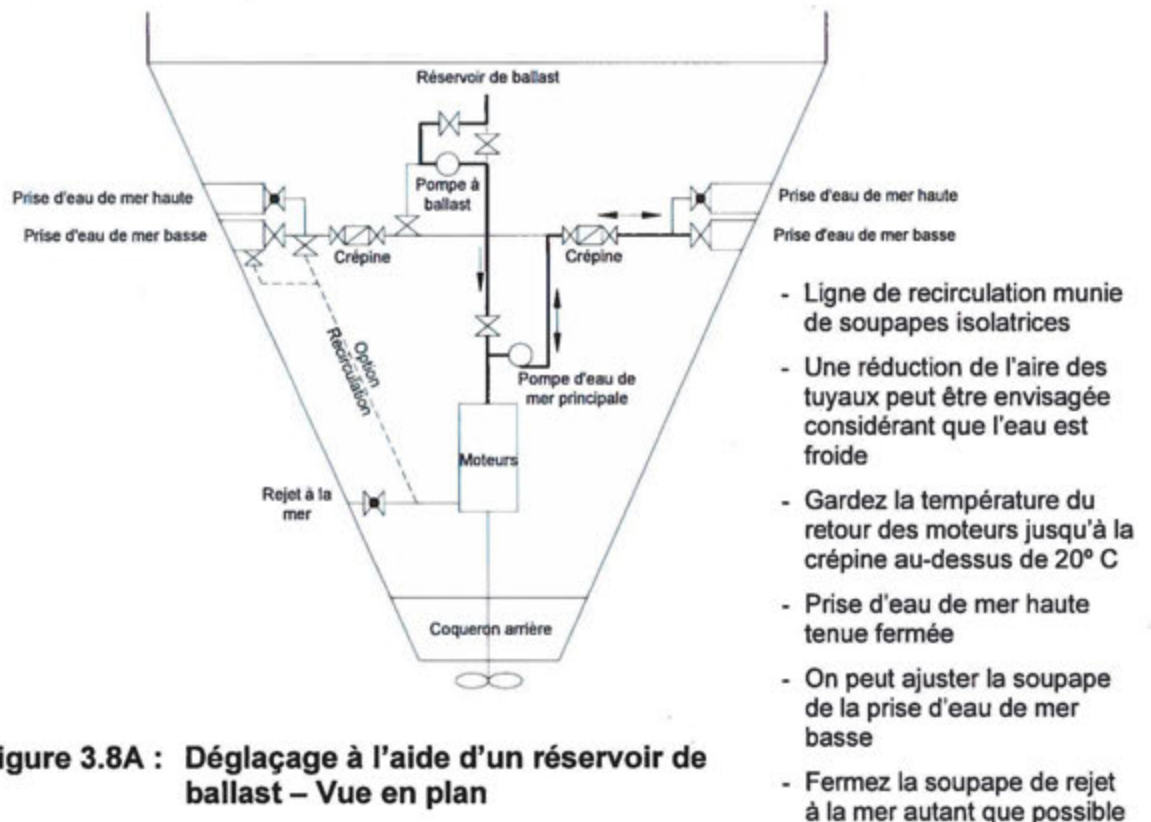 Réservoir de ballast
Prise d'eau de mer haute
Pompe à
ballast
Prise d'eau de mer haute
Prise d'eau de mer basse
Crépine
Crépine
Prise d'eau de mer basse
Option
Récirculation
Pompe d'eau de
mer principale
Moteurs
Rejet à la
mer
Coqueron arrière
- Ligne de recirculation munie
de soupapes isolatrices
- Une réduction de l'aire des
tuyaux peut être envisagée
considérant que l'eau est
froide
- Gardez la température du
retour des moteurs jusqu'à la
crépine au-dessus de 20º C
- Prise d'eau de mer haute
tenue fermée
- On peut ajuster la soupape
de la prise d'eau de mer
basse
- Fermez la soupape de rejet
à la mer autant que possible
igure 3.8A : Déglaçage à l'aide d'un réservoir de
ballast – Vue en plan